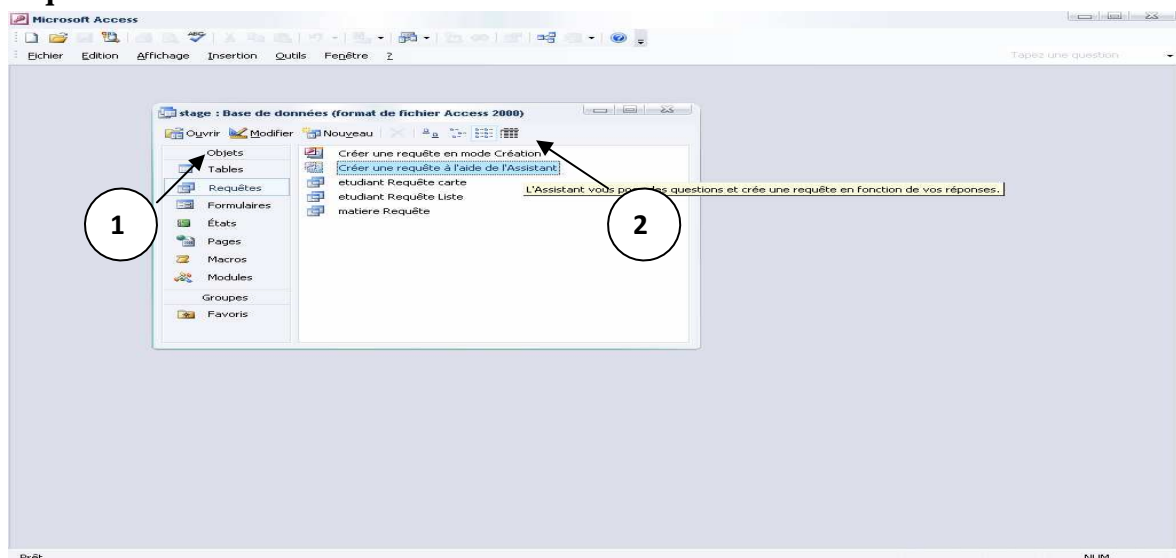 Microsoft Access
Fichier Edition Affichage Insertion Outils Fenêtre ?
Tapez une question
stage : Base de données (format de fichier Access 2000)
Ouvrir Modifier Nouveau
Objets
Tables
Requêtes
Formulaires
États
Pages
Macros
Modules
Groupes
Favoris
Créer une requête en mode Création
Créer une requête à l'aide de l'Assistant
etudiant Requête carte
etudiant Requête Liste
matiere Requête
L'Assistant vous des questions et crée une requête en fonction de vos réponses.
1
2
Prêt
NUM